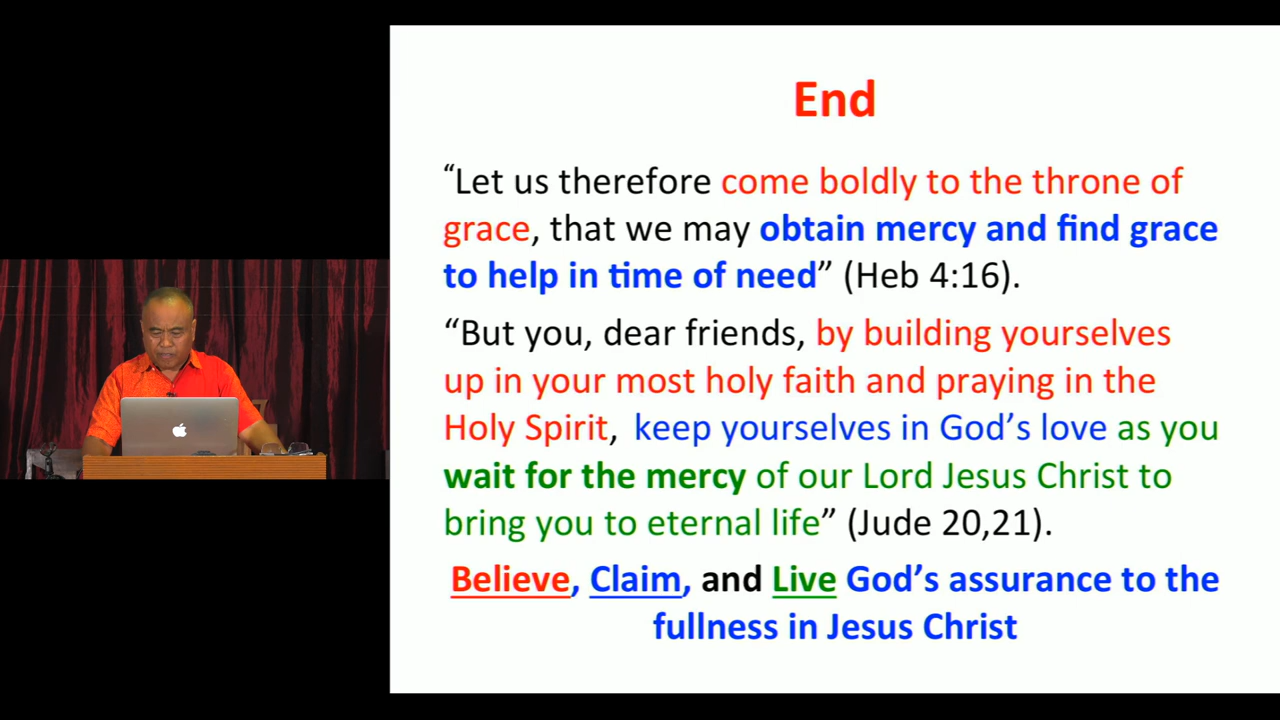 End
“Let us therefore come boldly to the throne of
grace, that we may obtain mercy and find grace
to help in time of need” (Heb 4:16).
“But you, dear friends, by building yourselves
up in your most holy faith and praying in the
Holy Spirit, keep yourselves in God’s love as you
wait for the mercy of our Lord Jesus Christ to
bring you to eternal life” (Jude 20,21).
Believe, Claim, and Live God’s assurance to the
fullness in Jesus Christ